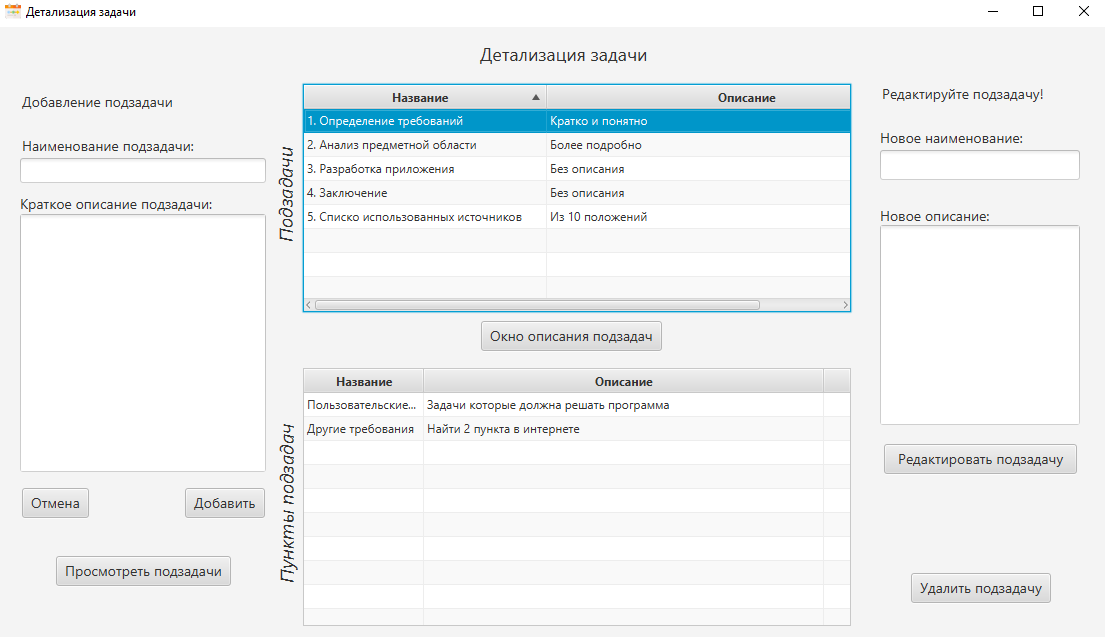 Детализация задачи
Детализация задачи
Добавление подзадачи
Наименование подзадачи:
Краткое описание подзадачи:
Отмена
Добавить
Просмотреть подзадачи
Подзадачи
Название Описание
1. Определение требований Кратко и понятно
2. Анализ предметной области Более подробно
3. Разработка приложения Без описания
4. Заключение Без описания
5. Списко использованных источников Из 10 положений
Окно описания подзадач
Пункты подзадач
Название Описание
Пользовательские... Задачи которые должна решать программа
Другие требования Найти 2 пункта в интернете
Редактируйте подзадачу!
Новое наименование:
Новое описание:
Редактировать подзадачу
Удалить подзадачу